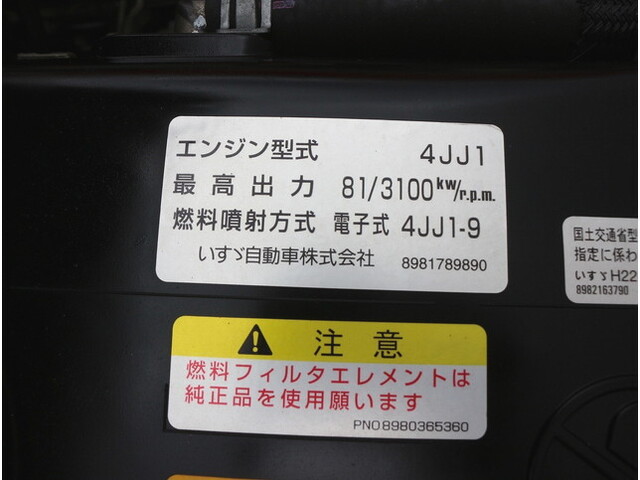 エンジン型式 4JJ1
最高出力 81/3100kw/r.p.m.
燃料噴射方式 電子式 4JJ1-9
いすゞ自動車株式会社 8981789890
国土交通省型
指定に係わ
いすゞH22
8982163790
注意
燃料フィルタエレメントは
純正品を使用願います
PNO8980365360